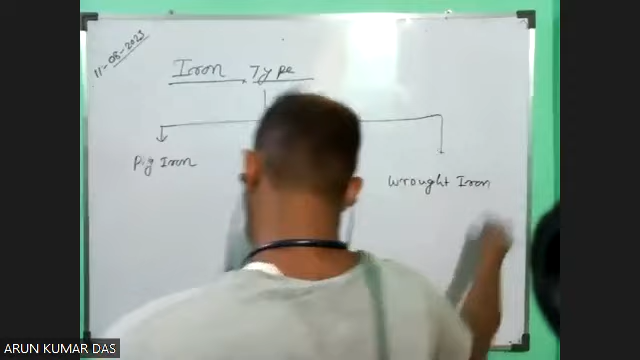 11-08-2023
Iron Type
Pig Iron
Wrought Iron
ARUN KUMAR DAS